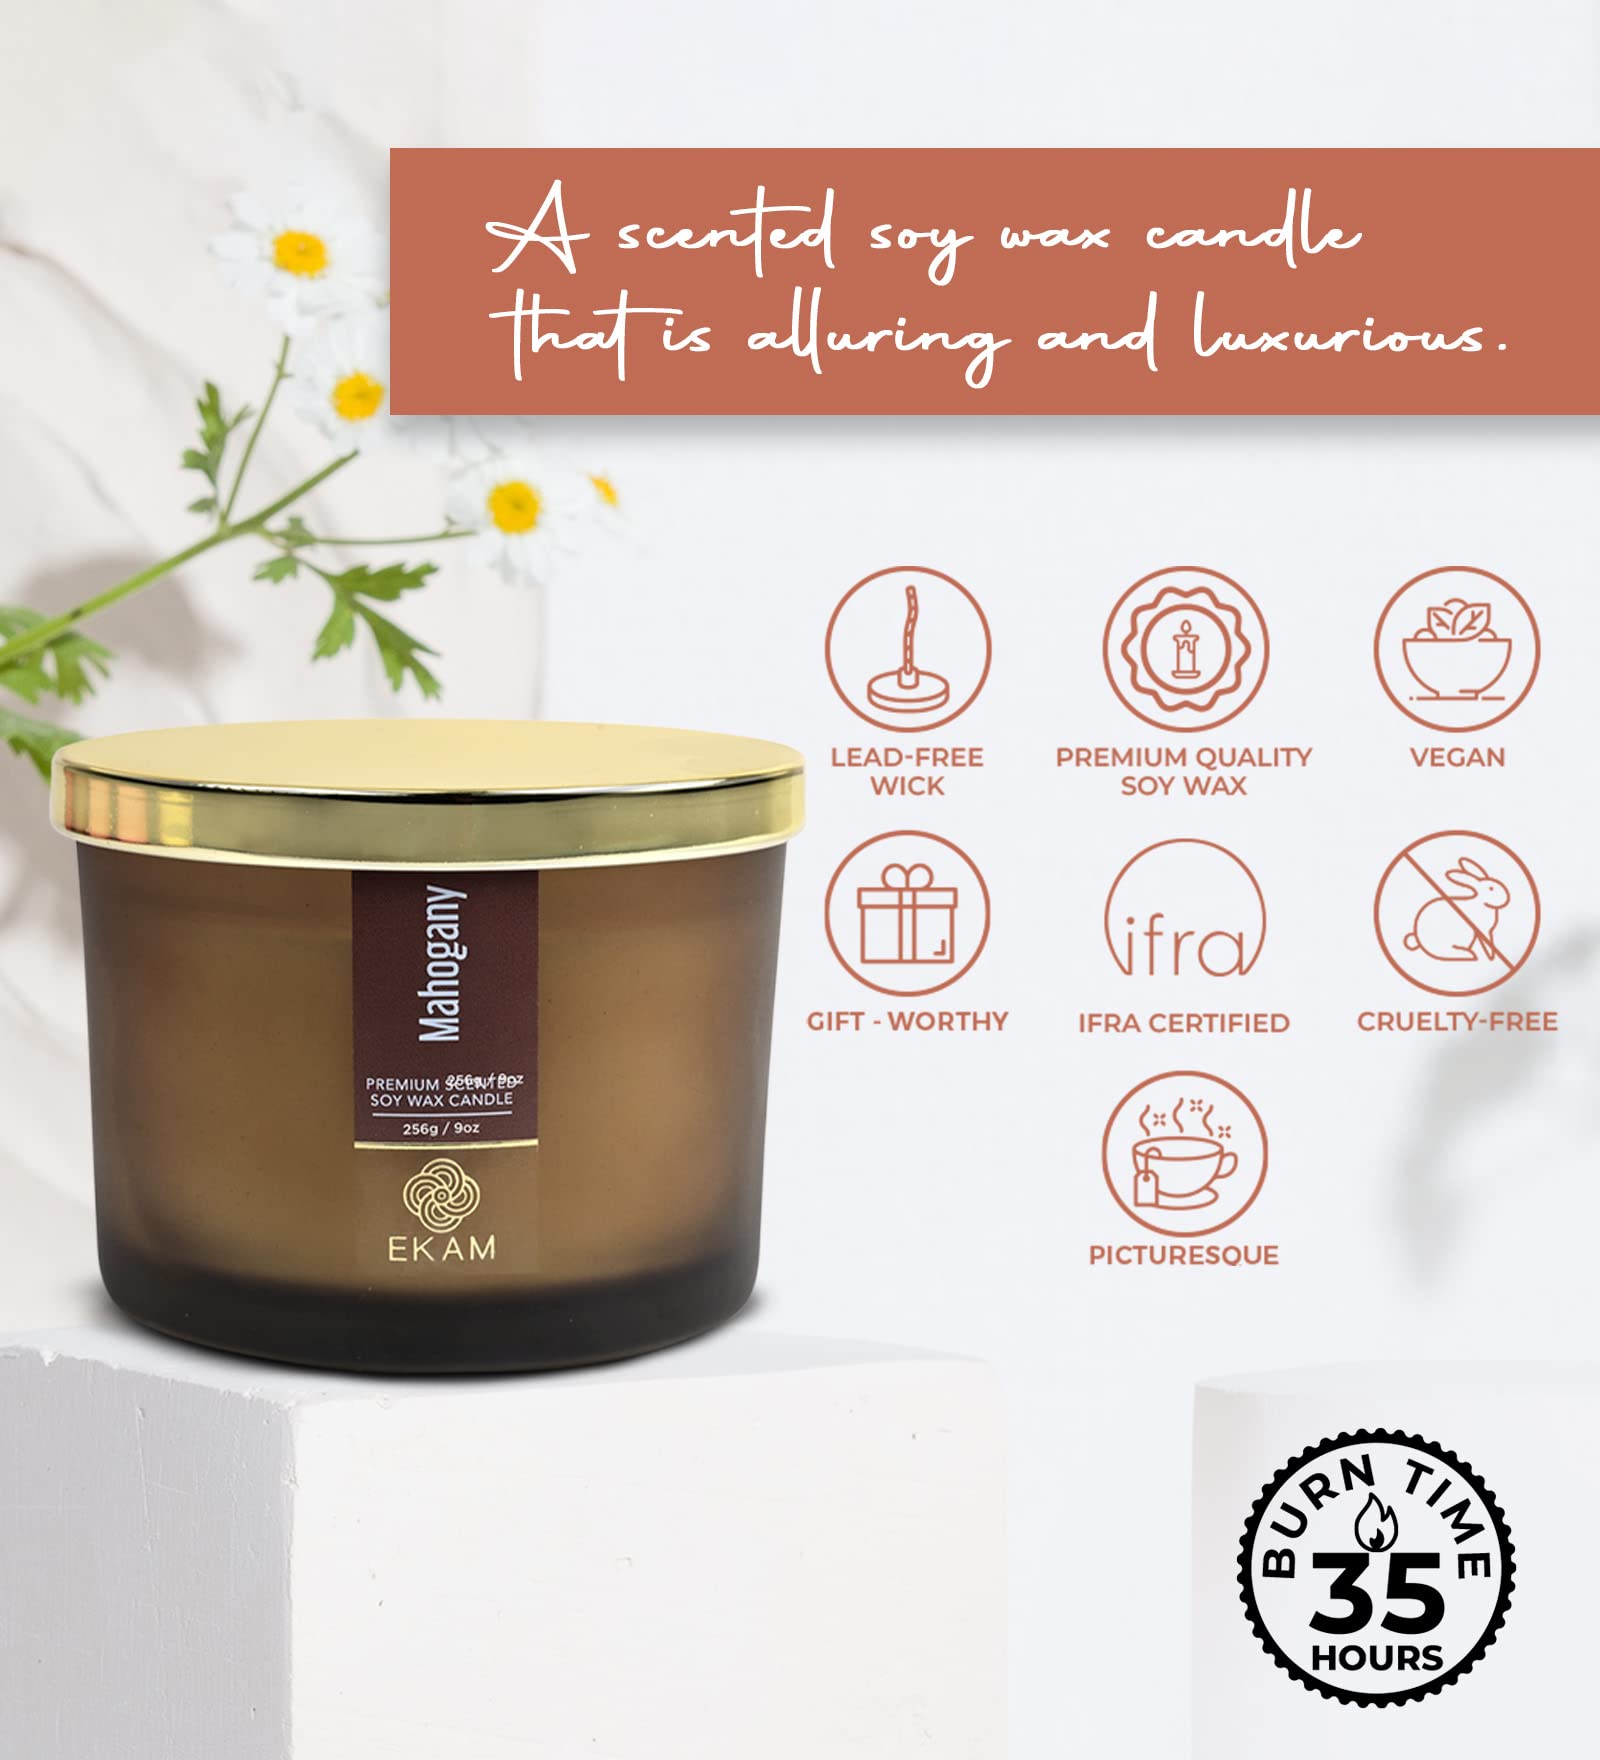 A scented soy wax candle
that is alluring and luxurious.
LEAD-FREE
WICK
PREMIUM QUALITY
SOY WAX
VEGAN
GIFT - WORTHY
ifra
IFRA CERTIFIED
CRUELTY-FREE
PICTURESQUE
Mahogany
256g / 9oz
PREMIUM SCENTED
SOY WAX CANDLE
256g / 9oz
EKAM
BURN TIME
35
HOURS